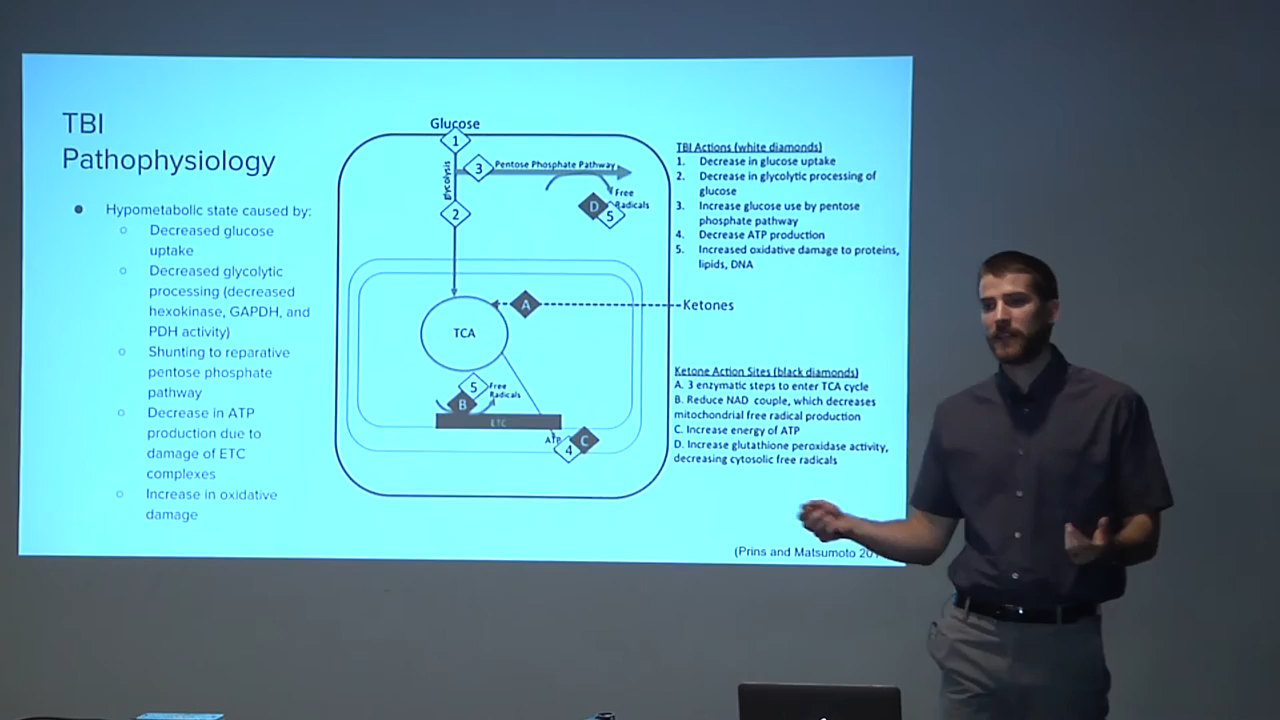 TBI
Pathophysiology
● Hypometabolic state caused by:
○ Decreased glucose
uptake
○ Decreased glycolytic
processing (decreased
hexokinase, GAPDH, and
PDH activity)
○ Shunting to reparative
pentose phosphate
pathway
○ Decrease in ATP
production due to
damage of ETC
complexes
○ Increase in oxidative
damage
Glucose
1
glycolysis
3 Pentose Phosphate Pathway
Free
Radicals
D
5
2
A
Ketones
TCA
5
Free
Radicals
B
ETC
ATP
C
4
TBI Actions (white diamonds)
1. Decrease in glucose uptake
2. Decrease in glycolytic processing of
glucose
3. Increase glucose use by pentose
phosphate pathway
4. Decrease ATP production
5. Increased oxidative damage to proteins,
lipids, DNA
Ketone Action Sites (black diamonds)
A. 3 enzymatic steps to enter TCA cycle
B. Reduce NAD couple, which decreases
mitochondrial free radical production
C. Increase energy of ATP
D. Increase glutathione peroxidase activity,
decreasing cytosolic free radicals
(Prins and Matsumoto